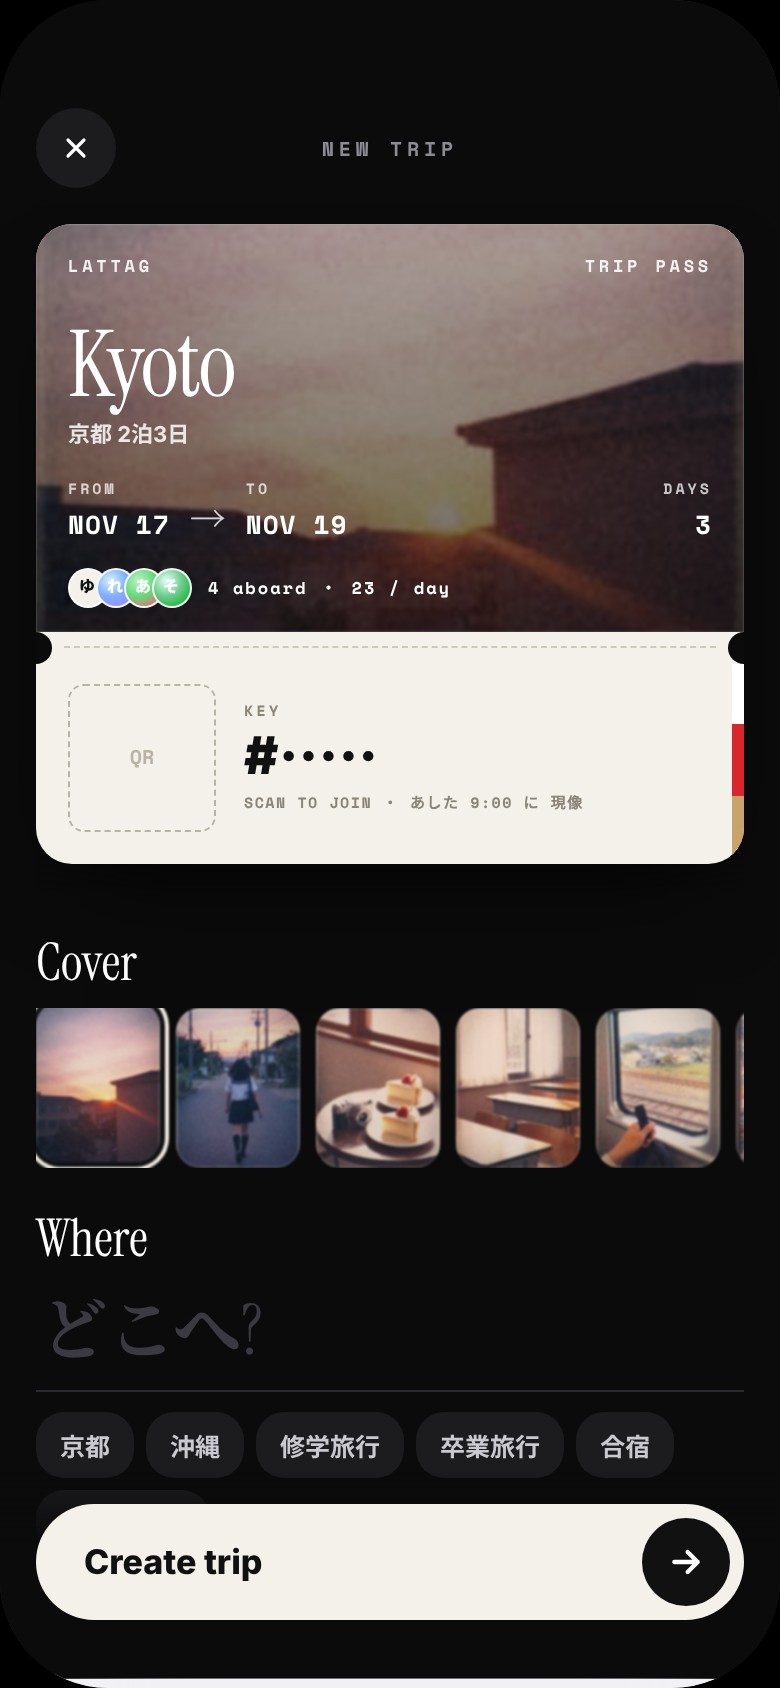 NEW TRIP
LATTAG
TRIP PASS
Kyoto
京都 2泊3日
FROM
TO
DAYS
NOV 17 → NOV 19
3
ゆ れ あ そ 4 aboard · 23 / day
QR
KEY
#•••••
SCAN TO JOIN · あした 9:00 に 現像
Cover
Where
どこへ?
京都 沖縄 修学旅行 卒業旅行 合宿
Create trip →